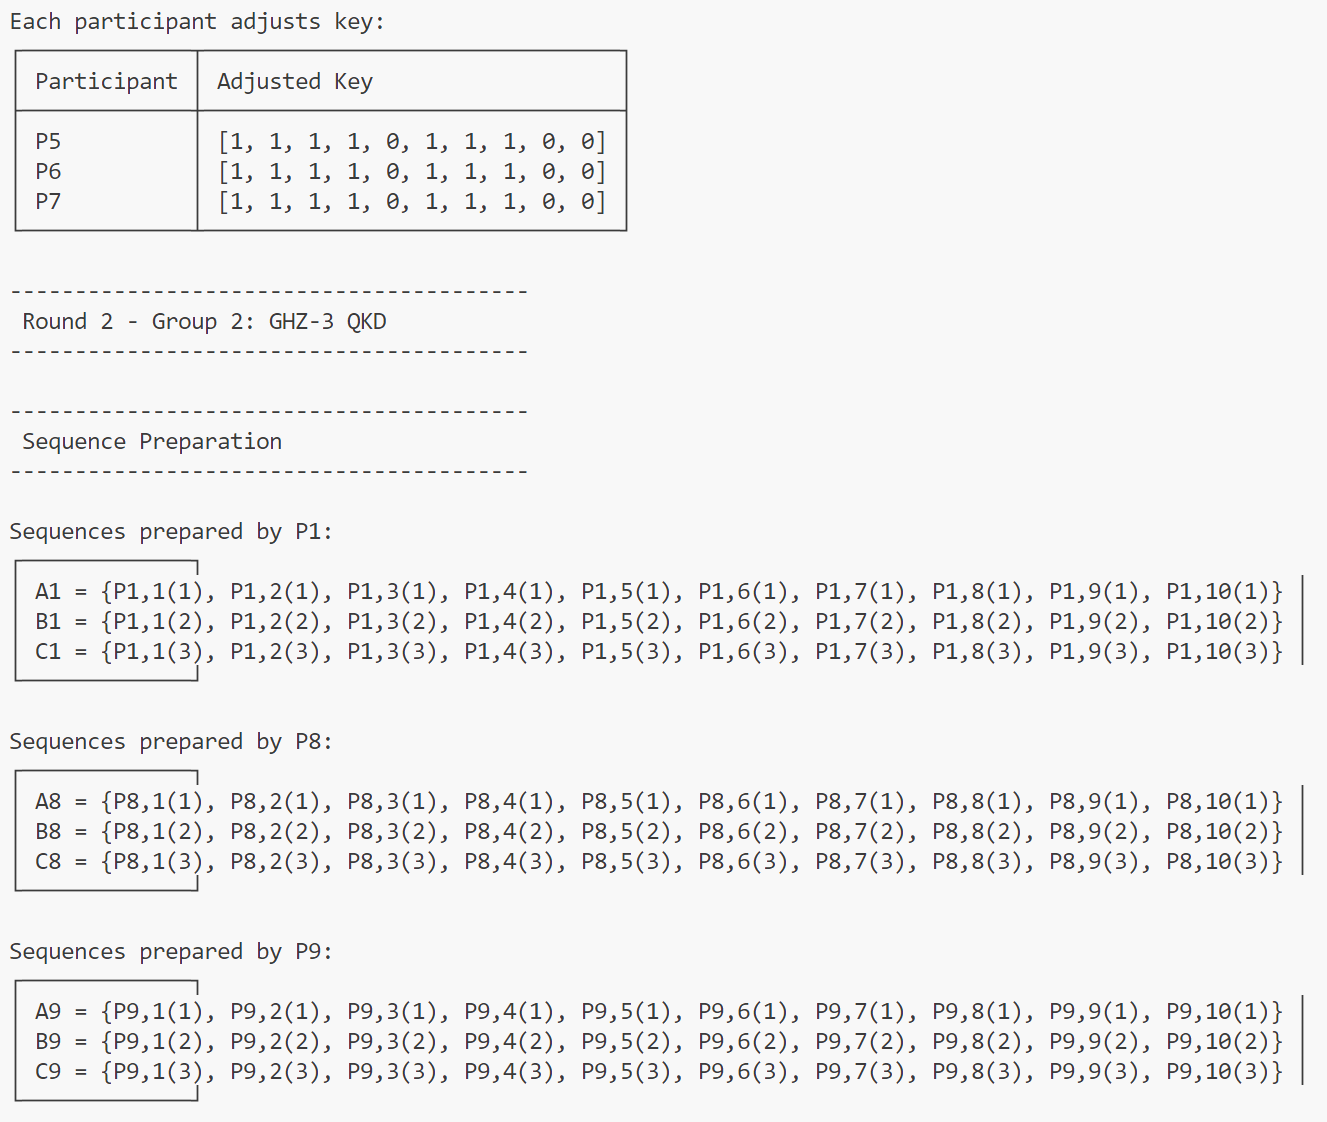 Each participant adjusts key:
Participant Adjusted Key
P5 [1, 1, 1, 1, 0, 1, 1, 1, 0, 0]
P6 [1, 1, 1, 1, 0, 1, 1, 1, 0, 0]
P7 [1, 1, 1, 1, 0, 1, 1, 1, 0, 0]
----------------------------------------
Round 2 - Group 2: GHZ-3 QKD
----------------------------------------
----------------------------------------
Sequence Preparation
----------------------------------------
Sequences prepared by P1:
A1 = {P1,1(1), P1,2(1), P1,3(1), P1,4(1), P1,5(1), P1,6(1), P1,7(1), P1,8(1), P1,9(1), P1,10(1)}
B1 = {P1,1(2), P1,2(2), P1,3(2), P1,4(2), P1,5(2), P1,6(2), P1,7(2), P1,8(2), P1,9(2), P1,10(2)}
C1 = {P1,1(3), P1,2(3), P1,3(3), P1,4(3), P1,5(3), P1,6(3), P1,7(3), P1,8(3), P1,9(3), P1,10(3)}
Sequences prepared by P8:
A8 = {P8,1(1), P8,2(1), P8,3(1), P8,4(1), P8,5(1), P8,6(1), P8,7(1), P8,8(1), P8,9(1), P8,10(1)}
B8 = {P8,1(2), P8,2(2), P8,3(2), P8,4(2), P8,5(2), P8,6(2), P8,7(2), P8,8(2), P8,9(2), P8,10(2)}
C8 = {P8,1(3), P8,2(3), P8,3(3), P8,4(3), P8,5(3), P8,6(3), P8,7(3), P8,8(3), P8,9(3), P8,10(3)}
Sequences prepared by P9:
A9 = {P9,1(1), P9,2(1), P9,3(1), P9,4(1), P9,5(1), P9,6(1), P9,7(1), P9,8(1), P9,9(1), P9,10(1)}
B9 = {P9,1(2), P9,2(2), P9,3(2), P9,4(2), P9,5(2), P9,6(2), P9,7(2), P9,8(2), P9,9(2), P9,10(2)}
C9 = {P9,1(3), P9,2(3), P9,3(3), P9,4(3), P9,5(3), P9,6(3), P9,7(3), P9,8(3), P9,9(3), P9,10(3)}